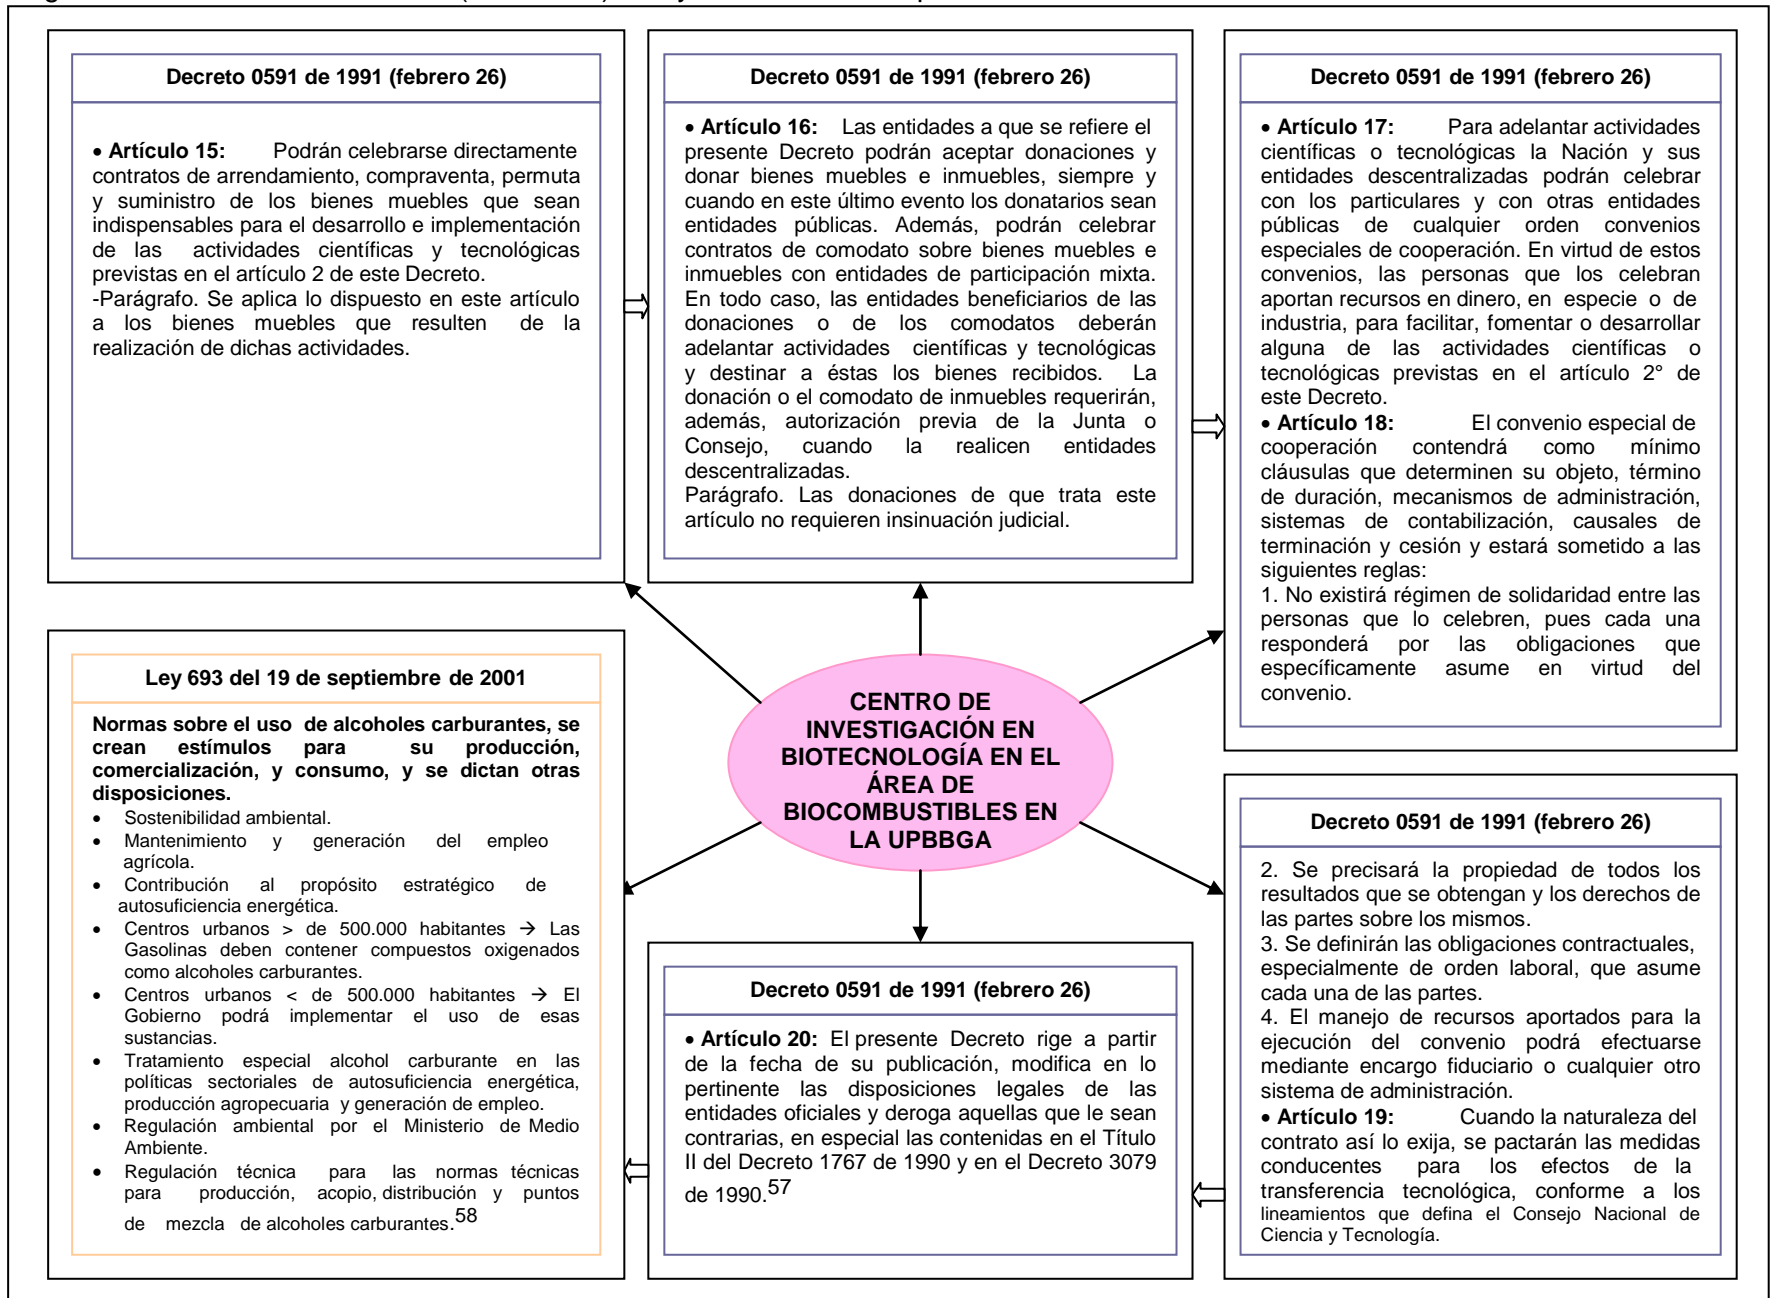 Decreto 0591 de 1991 (febrero 26)
• Artículo 15: Podrán celebrarse directamente
contratos de arrendamiento, compraventa, permuta
y suministro de los bienes muebles que sean
indispensables para el desarrollo e implementación
de las actividades científicas y tecnológicas
previstas en el artículo 2 de este Decreto.
-Parágrafo. Se aplica lo dispuesto en este artículo
a los bienes muebles que resulten de la
realización de dichas actividades.
Decreto 0591 de 1991 (febrero 26)
• Artículo 16: Las entidades a que se refiere el
presente Decreto podrán aceptar donaciones y
donar bienes muebles e inmuebles, siempre y
cuando en este último evento los donatarios sean
entidades públicas. Además, podrán celebrar
contratos de comodato sobre bienes muebles e
inmuebles con entidades de participación mixta.
En todo caso, las entidades beneficiarios de las
donaciones o de los comodatos deberán
adelantar actividades científicas y tecnológicas
y destinar a éstas los bienes recibidos. La
donación o el comodato de inmuebles requerirán,
además, autorización previa de la Junta o
Consejo, cuando la realicen entidades
descentralizadas.
Parágrafo. Las donaciones de que trata este
artículo no requieren insinuación judicial.
Decreto 0591 de 1991 (febrero 26)
• Artículo 17: Para adelantar actividades
científicas o tecnológicas la Nación y sus
entidades descentralizadas podrán celebrar
con los particulares y con otras entidades
públicas de cualquier orden convenios
especiales de cooperación. En virtud de estos
convenios, las personas que los celebran
aportan recursos en dinero, en especie o de
industria, para facilitar, fomentar o desarrollar
alguna de las actividades científicas o
tecnológicas previstas en el artículo 2° de
este Decreto.
• Artículo 18: El convenio especial de
cooperación contendrá como mínimo
cláusulas que determinen su objeto, término
de duración, mecanismos de administración,
sistemas de contabilización, causales de
terminación y cesión y estará sometido a las
siguientes reglas:
1. No existirá régimen de solidaridad entre las
personas que lo celebren, pues cada una
responderá por las obligaciones que
específicamente asume en virtud del
convenio.
CENTRO DE
INVESTIGACIÓN EN
BIOTECNOLOGÍA EN EL
ÁREA DE
BIOCOMBUSTIBLES EN
LA UPBBGA
Ley 693 del 19 de septiembre de 2001
Normas sobre el uso de alcoholes carburantes, se
crean estímulos para su producción,
comercialización, y consumo, y se dictan otras
disposiciones.
• Sostenibilidad ambiental.
• Mantenimiento y generación del empleo
agrícola.
• Contribución al propósito estratégico de
autosuficiencia energética.
• Centros urbanos > de 500.000 habitantes → Las
Gasolinas deben contener compuestos oxigenados
como alcoholes carburantes.
• Centros urbanos < de 500.000 habitantes → El
Gobierno podrá implementar el uso de esas
sustancias.
• Tratamiento especial alcohol carburante en las
políticas sectoriales de autosuficiencia energética,
producción agropecuaria y generación de empleo.
• Regulación ambiental por el Ministerio de Medio
Ambiente.
• Regulación técnica para las normas técnicas
para producción, acopio, distribución y puntos
de mezcla de alcoholes carburantes.58
Decreto 0591 de 1991 (febrero 26)
• Artículo 20: El presente Decreto rige a partir
de la fecha de su publicación, modifica en lo
pertinente las disposiciones legales de las
entidades oficiales y deroga aquellas que le sean
contrarias, en especial las contenidas en el Título
II del Decreto 1767 de 1990 y en el Decreto 3079
de 1990.57
Decreto 0591 de 1991 (febrero 26)
2. Se precisará la propiedad de todos los
resultados que se obtengan y los derechos de
las partes sobre los mismos.
3. Se definirán las obligaciones contractuales,
especialmente de orden laboral, que asume
cada una de las partes.
4. El manejo de recursos aportados para la
ejecución del convenio podrá efectuarse
mediante encargo fiduciario o cualquier otro
sistema de administración.
• Artículo 19: Cuando la naturaleza del
contrato así lo exija, se pactarán las medidas
conducentes para los efectos de la
transferencia tecnológica, conforme a los
lineamientos que defina el Consejo Nacional de
Ciencia y Tecnología.